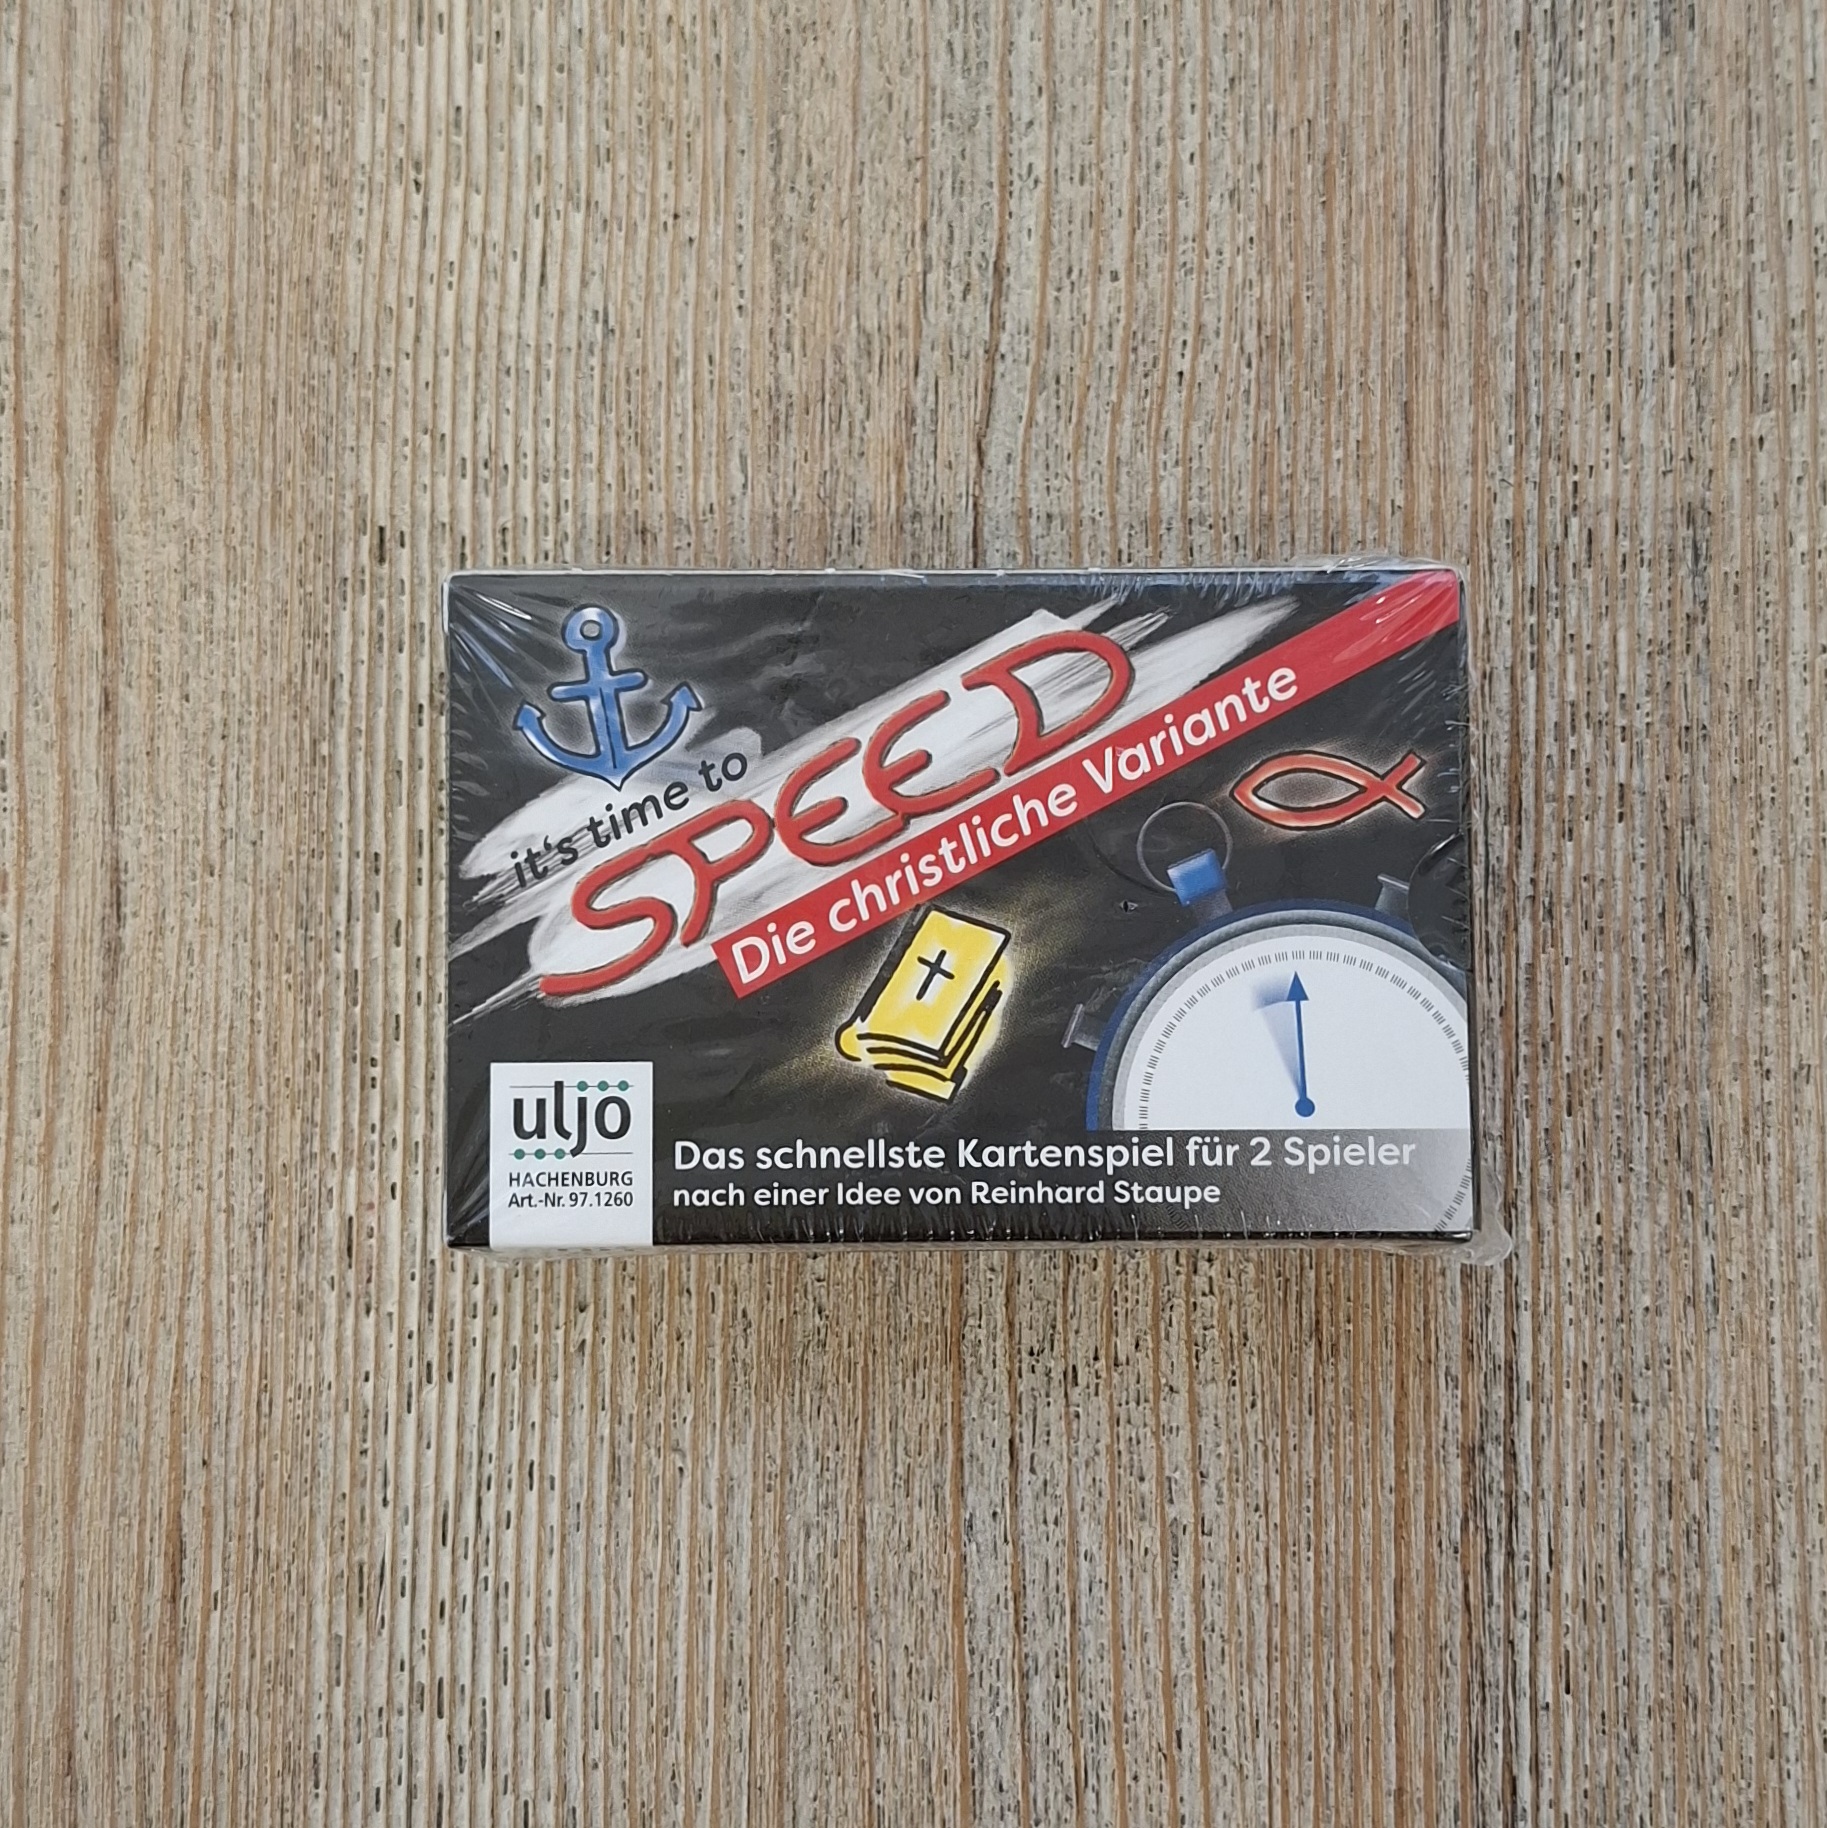 it's time to
SPEED
Die christliche Variante
uljo
HACHENBURG
Art.-Nr. 97.1260
Das schnellste Kartenspiel für 2 Spieler
nach einer Idee von Reinhard Staupe